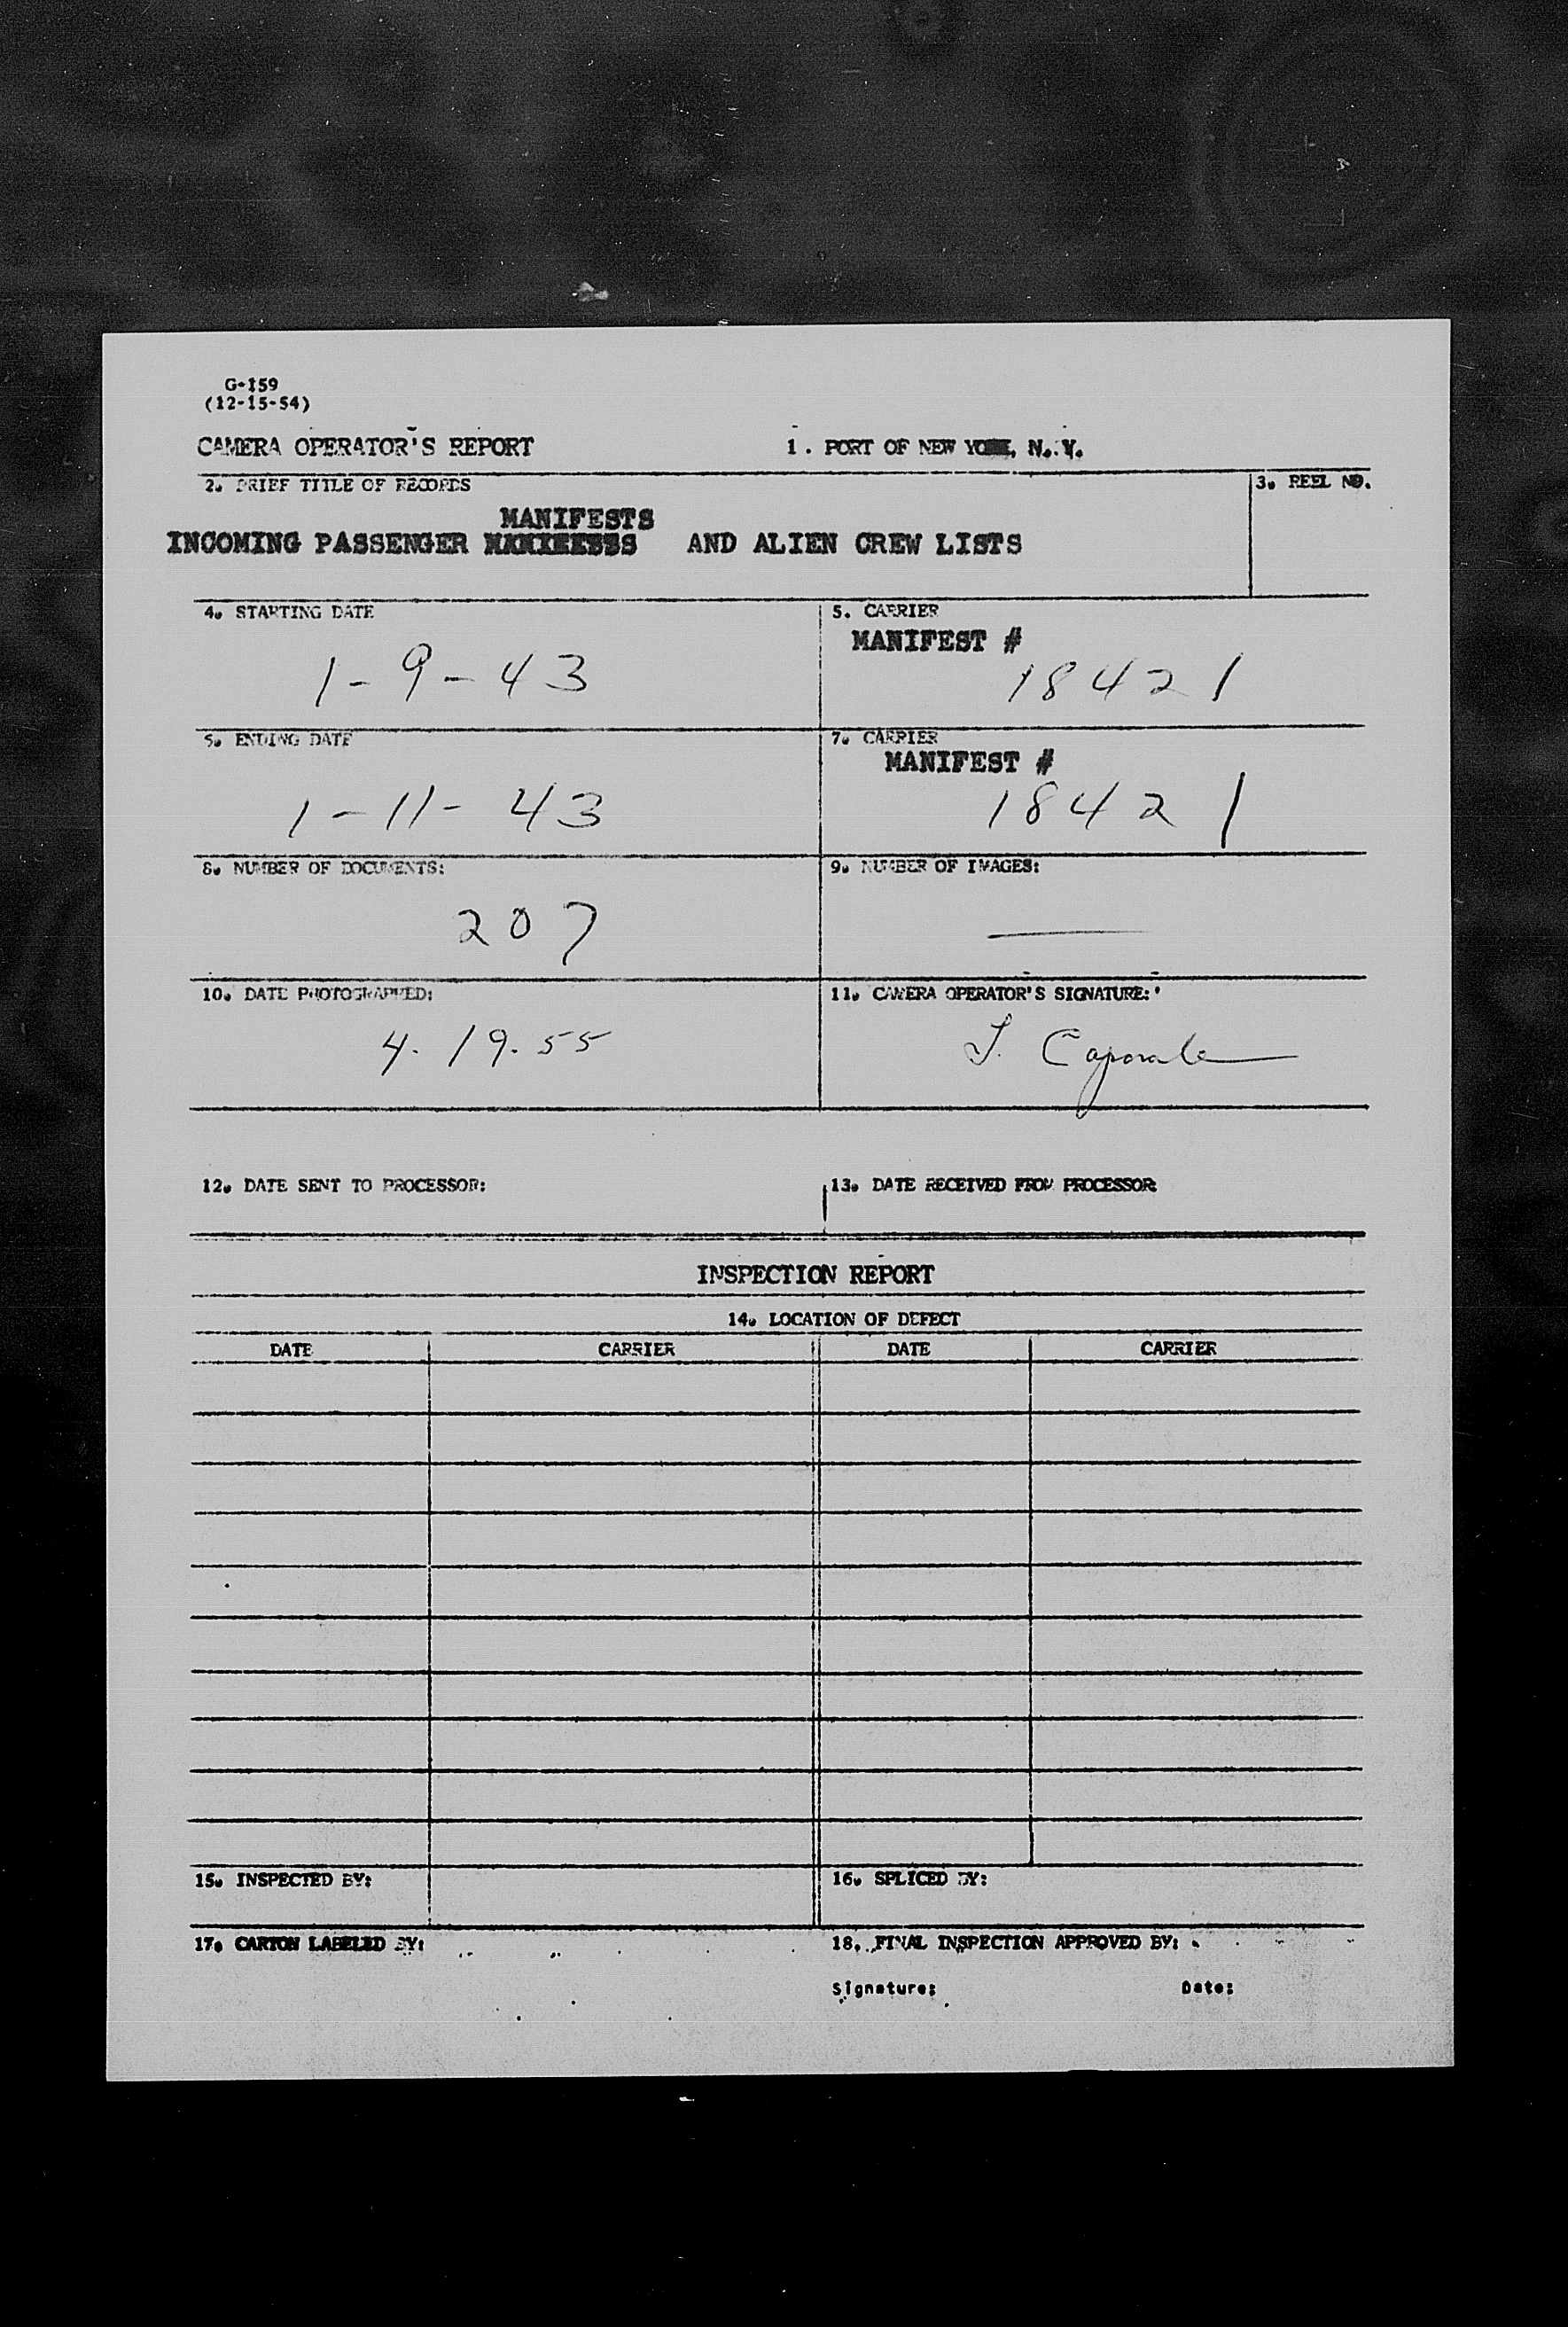 G-159
(12-15-54)
CAMERA OPERATOR'S REPORT 1. PORT OF NEW YORK, N. Y.
2. BRIEF TITLE OF RECORDS 3. REEL NO.
MANIFESTS
INCOMING PASSENGER AND ALIEN CREW LISTS
4. STARTING DATE 5. CARRIER
MANIFEST #
1-9-43 18421
5. ENDING DATE 7. CARRIER
MANIFEST #
1-11-43 18421
8. NUMBER OF DOCUMENTS: 9. NUMBER OF IMAGES:
207 —
10. DATE PHOTOGRAPHED: 11. CAMERA OPERATOR'S SIGNATURE:
4.19.55 J. Caporale
12. DATE SENT TO PROCESSOR: 13. DATE RECEIVED FROM PROCESSOR
INSPECTION REPORT
14. LOCATION OF DEFECT
DATE CARRIER DATE CARRIER
15. INSPECTED BY: 16. SPLICED BY:
17. CARTON LABELED BY: 18. FINAL INSPECTION APPROVED BY:
Signature: Date: